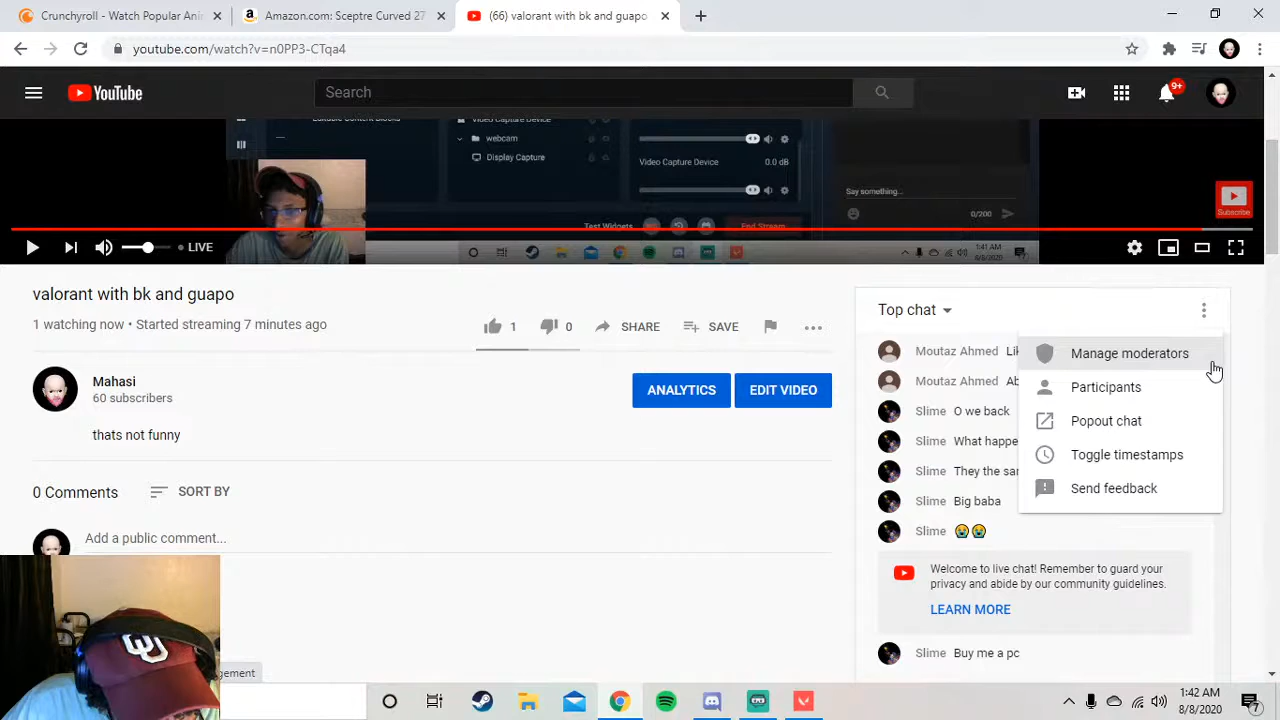 Crunchyroll - Watch Popular Ani
Amazon.com: Sceptre Curved 27
(66) valorant with bk and guapo
youtube.com/watch?v=n0PP3-CTqa4
YouTube
Search
9+
Video Capture Device
webcam
Display Capture
Video Capture Device
0.0 dB
Say something...
0/200
Test Widgets
End Stream
Subscribe
LIVE
1:41 AM
8/8/2020
valorant with bk and guapo
1 watching now • Started streaming 7 minutes ago
1
0
SHARE
SAVE
Mahasi
60 subscribers
ANALYTICS
EDIT VIDEO
thats not funny
0 Comments
SORT BY
Add a public comment...
Top chat
Moutaz Ahmed
Moutaz Ahmed
Slime O we back
Slime What happe
Slime They the sa
Slime Big baba
Slime 😭😭
Manage moderators
Participants
Popout chat
Toggle timestamps
Send feedback
Welcome to live chat! Remember to guard your
privacy and abide by our community guidelines.
LEARN MORE
Slime Buy me a pc
OU
gement
1:42 AM
8/8/2020
7